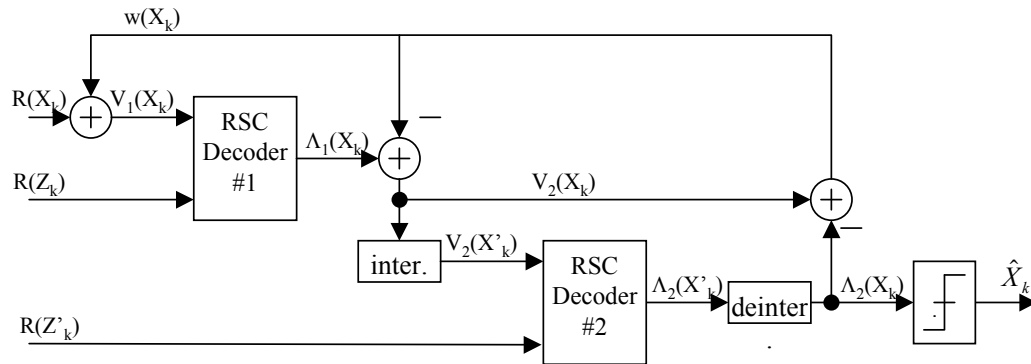 w(X_k)
R(X_k)
V_1(X_k)
RSC
Decoder
#1
Λ_1(X_k)
R(Z_k)
V_2(X_k)
inter.
V_2(X'_k)
RSC
Decoder
#2
Λ_2(X'_k)
deinter
Λ_2(X_k)
X̂_k
R(Z'_k)